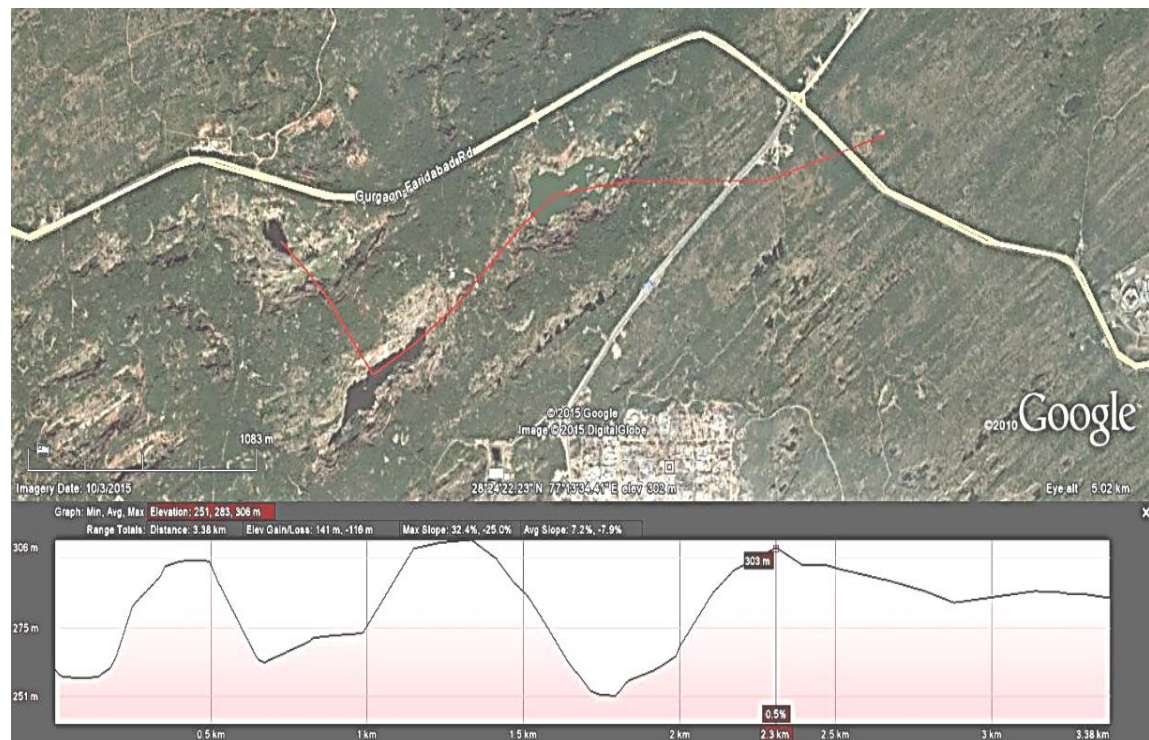 Gurgaon-Faridabad Rd
© 2015 Google
Image © 2015 DigitalGlobe
©2010 Google
1083 m
Imagery Date: 10/3/2015
28°24'22.23" N 77°13'34.41" E elev 302 m
Eye alt 5.02 km
Graph: Min, Avg, Max Elevation: 251, 283, 306 m
Range Totals: Distance: 3.38 km Elev Gain/Loss: 141 m, -116 m Max Slope: 32.4%, -25.0% Avg Slope: 7.2%, -7.9%
306 m
303 m
275 m
251 m
0.5%
0.5 km 1 km 1.5 km 2 km 2.3 km 2.5 km 3 km 3.38 km